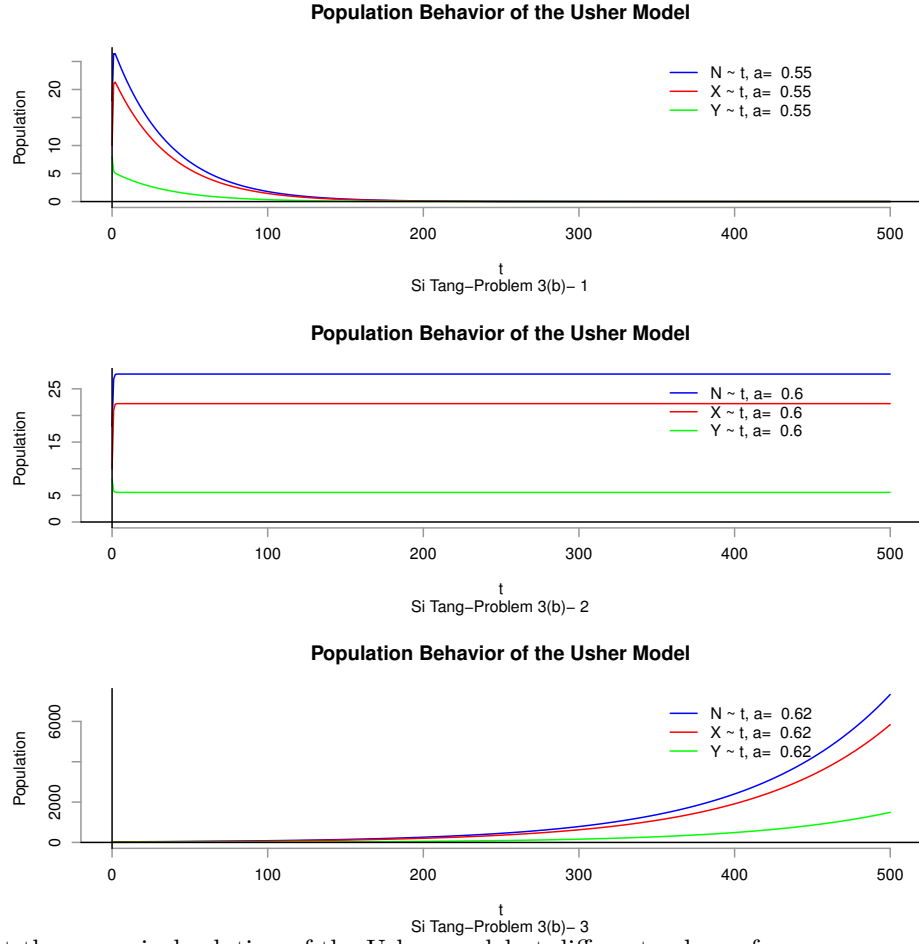 Population Behavior of the Usher Model
Population
0
5
10
20
N ~ t, a= 0.55
X ~ t, a= 0.55
Y ~ t, a= 0.55
0 100 200 300 400 500
t
Si Tang−Problem 3(b)− 1
Population Behavior of the Usher Model
Population
0
5
15
25
N ~ t, a= 0.6
X ~ t, a= 0.6
Y ~ t, a= 0.6
0 100 200 300 400 500
t
Si Tang−Problem 3(b)− 2
Population Behavior of the Usher Model
Population
0
2000
6000
N ~ t, a= 0.62
X ~ t, a= 0.62
Y ~ t, a= 0.62
0 100 200 300 400 500
t
Si Tang−Problem 3(b)− 3